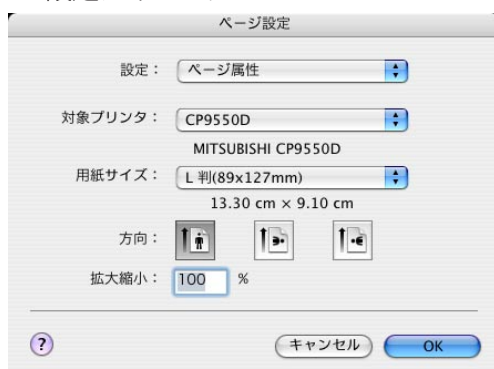 ページ設定
設定： ページ属性
対象プリンタ： CP9550D
MITSUBISHI CP9550D
用紙サイズ： L 判(89x127mm)
13.30 cm × 9.10 cm
方向：
拡大縮小： 100 %
? キャンセル OK